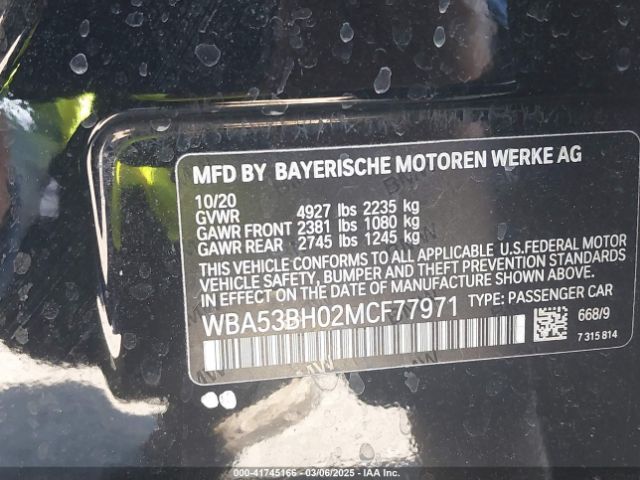 MFD BY BAYERISCHE MOTOREN WERKE AG
10/20
GVWR 4927 lbs 2235 kg
GAWR FRONT 2381 lbs 1080 kg
GAWR REAR 2745 lbs 1245 kg
THIS VEHICLE CONFORMS TO ALL APPLICABLE U.S.FEDERAL MOTOR
VEHICLE SAFETY, BUMPER AND THEFT PREVENTION STANDARDS
IN EFFECT ON THE DATE OF MANUFACTURE SHOWN ABOVE.
WBA53BH02MCF77971 TYPE: PASSENGER CAR
668/9
7 315 814
000-41745166 - 03/06/2025 - IAA Inc. All Rights Reserved